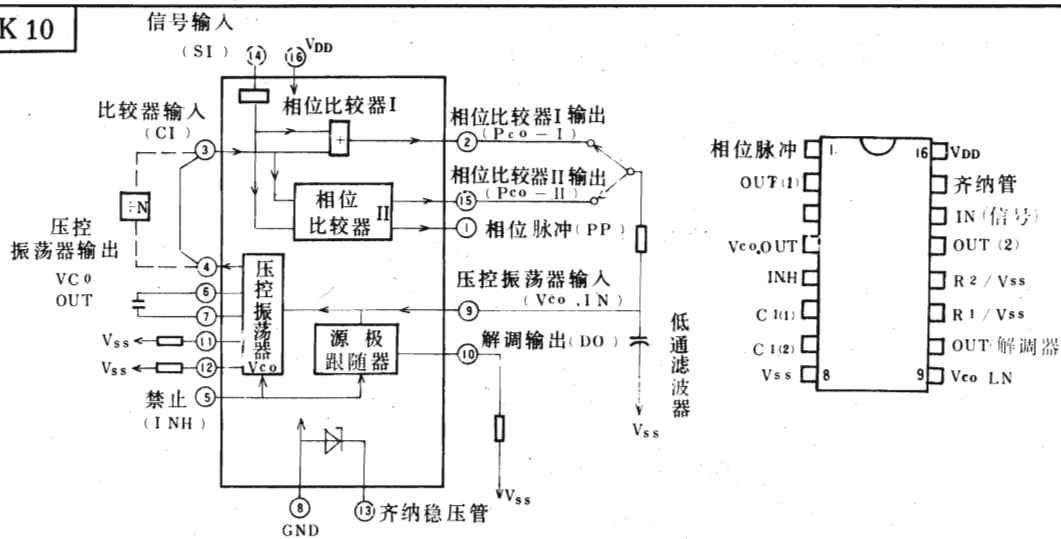 K 10
信号输入
(SI)
14
16
VDD
比较器输入
(CI)
3
相位比较器I
+
相位比较器I输出
(Pco-I)
2
相位比较器II输出
(Pco-II)
15
相位
比较器
II
1
相位脉冲(PP)
÷N
压控
振荡器输出
VCO
OUT
4
6
7
11
Vss
12
Vss
5
禁止
(INH)
压控振荡器
Vco
源极
跟随器
压控振荡器输入
(Vco.IN)
9
解调输出(DO)
10
低通滤波器
Vss
Vss
8
GND
13
齐纳稳压管
相位脉冲
1
16
VDD
OUT(1)
齐纳管
IN(信号)
Vco.OUT
OUT(2)
INH
R2/Vss
C1(1)
R1/Vss
C1(2)
OUT/解调器
Vss
8
9
Vco LN